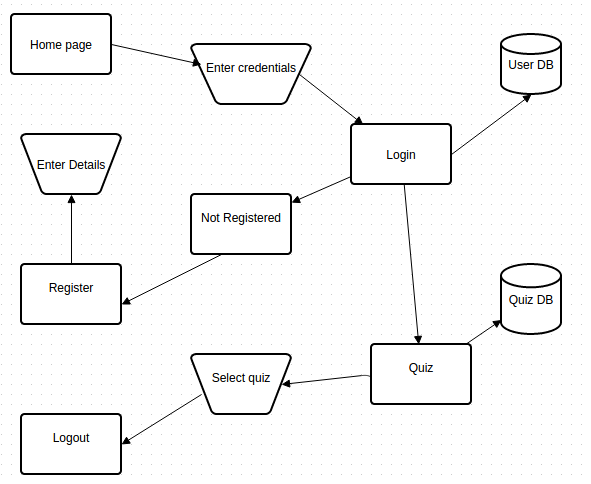 Home page
Enter credentials
User DB
Login
Enter Details
Not Registered
Register
Quiz DB
Quiz
Select quiz
Logout